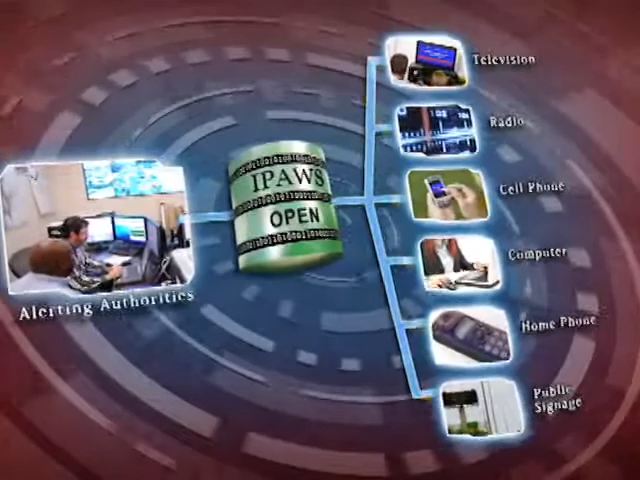 Television
Radio
Cell Phone
Computer
Home Phone
Public
Signage
IPAWS
OPEN
Alerting Authorities